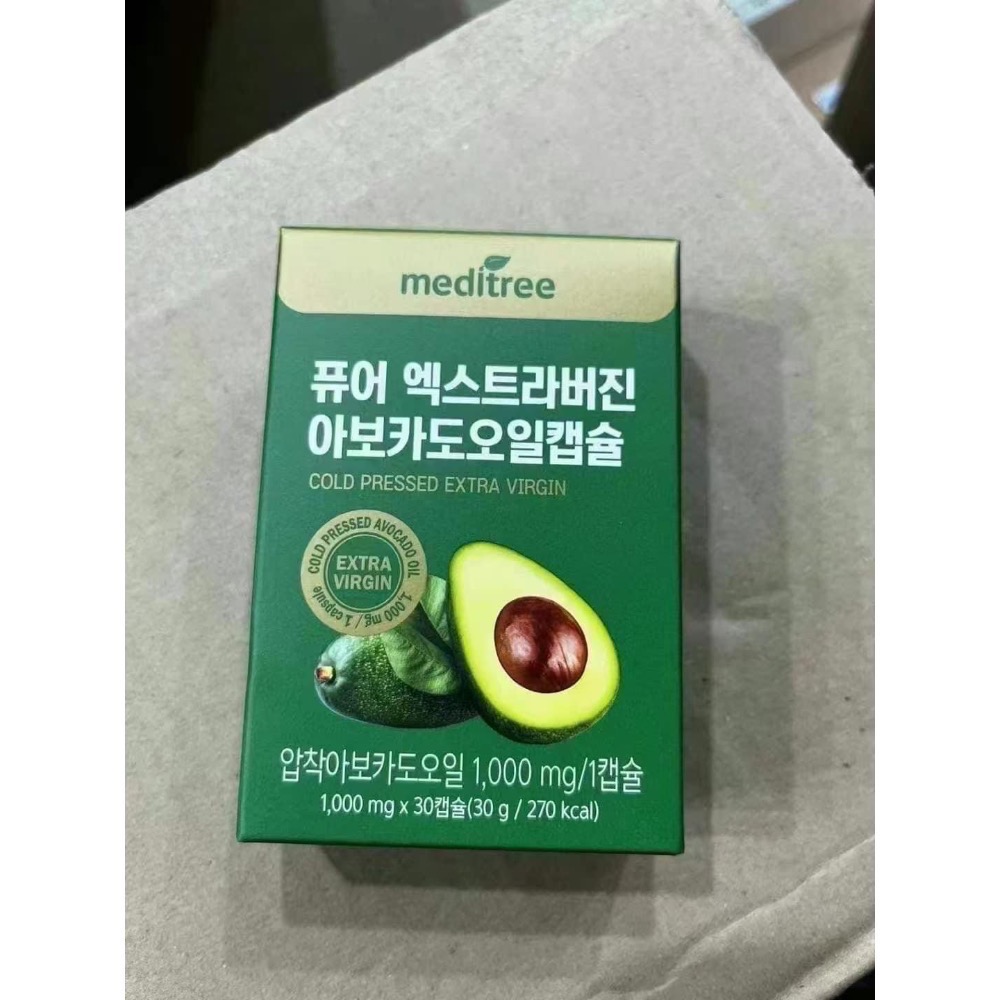 meditree
퓨어 엑스트라버진
아보카도오일캡슐
COLD PRESSED EXTRA VIRGIN
COLD PRESSED AVOCADO OIL
EXTRA
VIRGIN
1,000 mg / 1 capsule
압착아보카도오일 1,000 mg/1캡슐
1,000 mg x 30캡슐(30 g / 270 kcal)